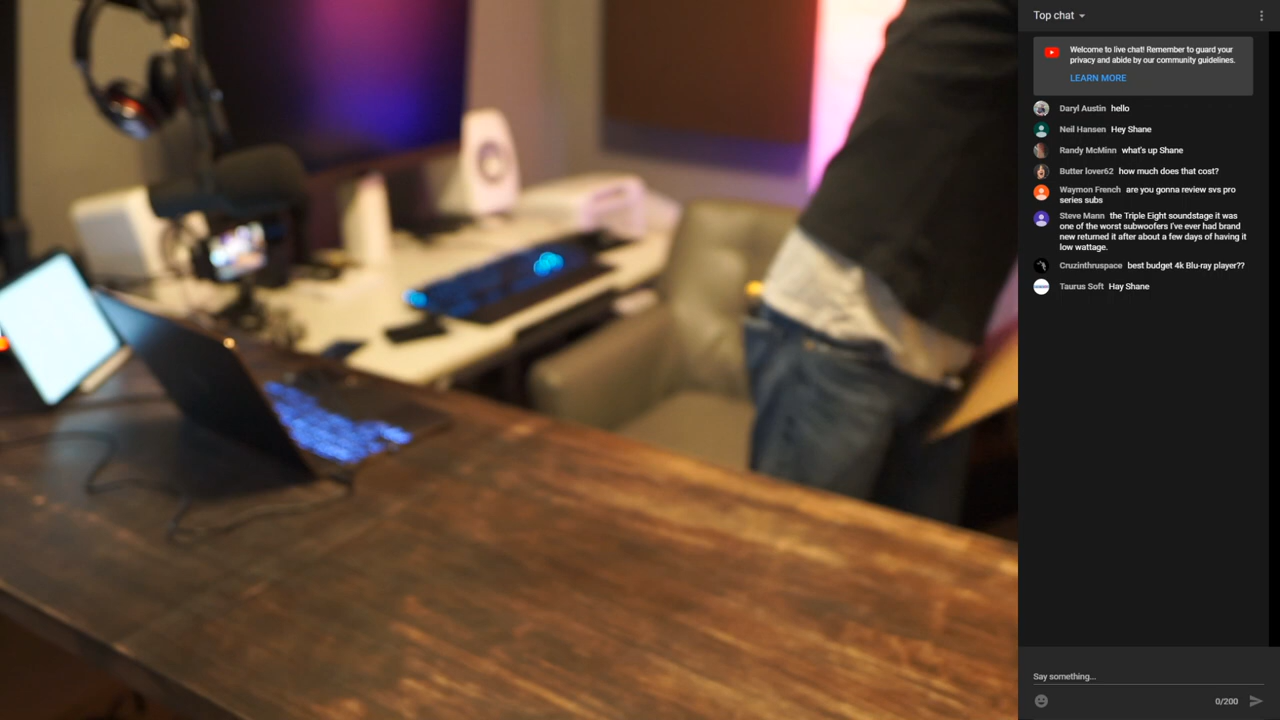 Top chat
Welcome to live chat! Remember to guard your
privacy and abide by our community guidelines.
LEARN MORE
Daryl Austin hello
Neil Hansen Hey Shane
Randy McMinn what's up Shane
Butter lover62 how much does that cost?
Waymon French are you gonna review svs pro
series subs
Steve Mann the Triple Eight soundstage it was
one of the worst subwoofers I've ever had brand
new returned it after about a few days of having it
low wattage.
Cruzinthruspace best budget 4k Blu-ray player??
Taurus Soft Hay Shane
Say something...
0/200